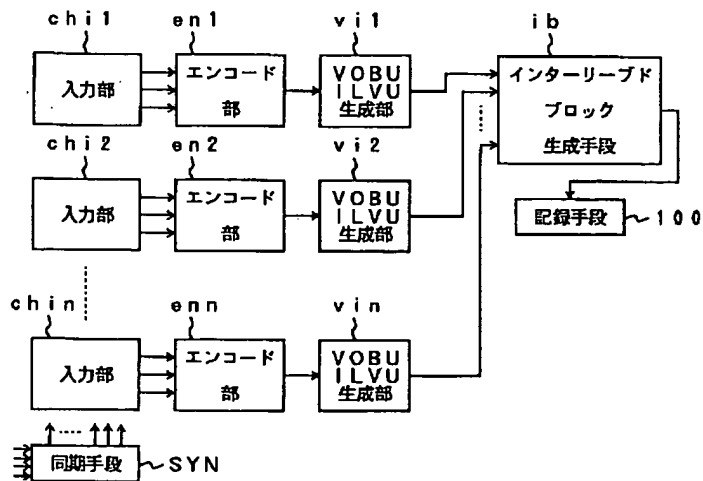 chi1 en1 vi1 ib
入力部
エンコード
部
VOBU
ILVU
生成部
インターリーブド
ブロック
生成手段
chi2 en2 vi2
入力部
エンコード
部
VOBU
ILVU
生成部
記録手段 100
chin enn vin
入力部
エンコード
部
VOBU
ILVU
生成部
同期手段 SYN